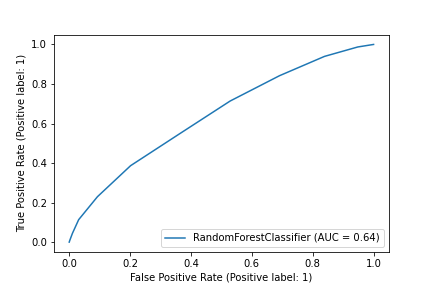 1.0
0.8
0.6
0.4
0.2
0.0
True Positive Rate (Positive label: 1)
RandomForestClassifier (AUC = 0.64)
0.0 0.2 0.4 0.6 0.8 1.0
False Positive Rate (Positive label: 1)